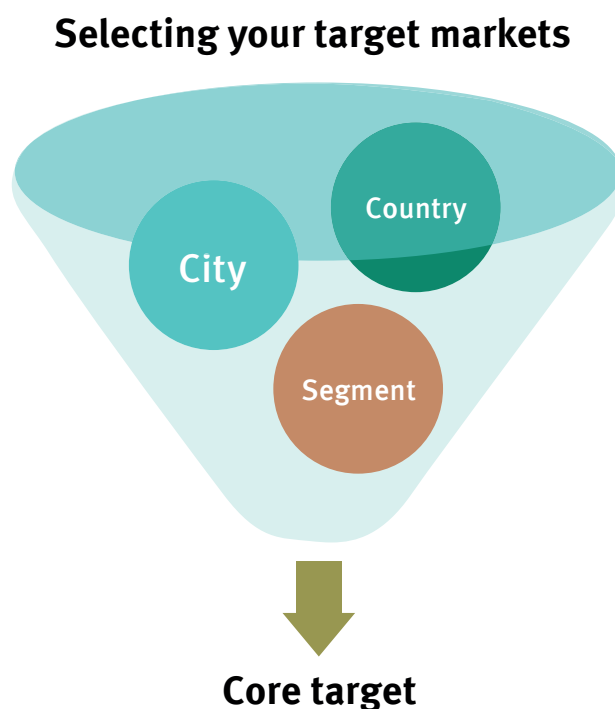 Selecting your target markets
Country
City
Segment
Core target